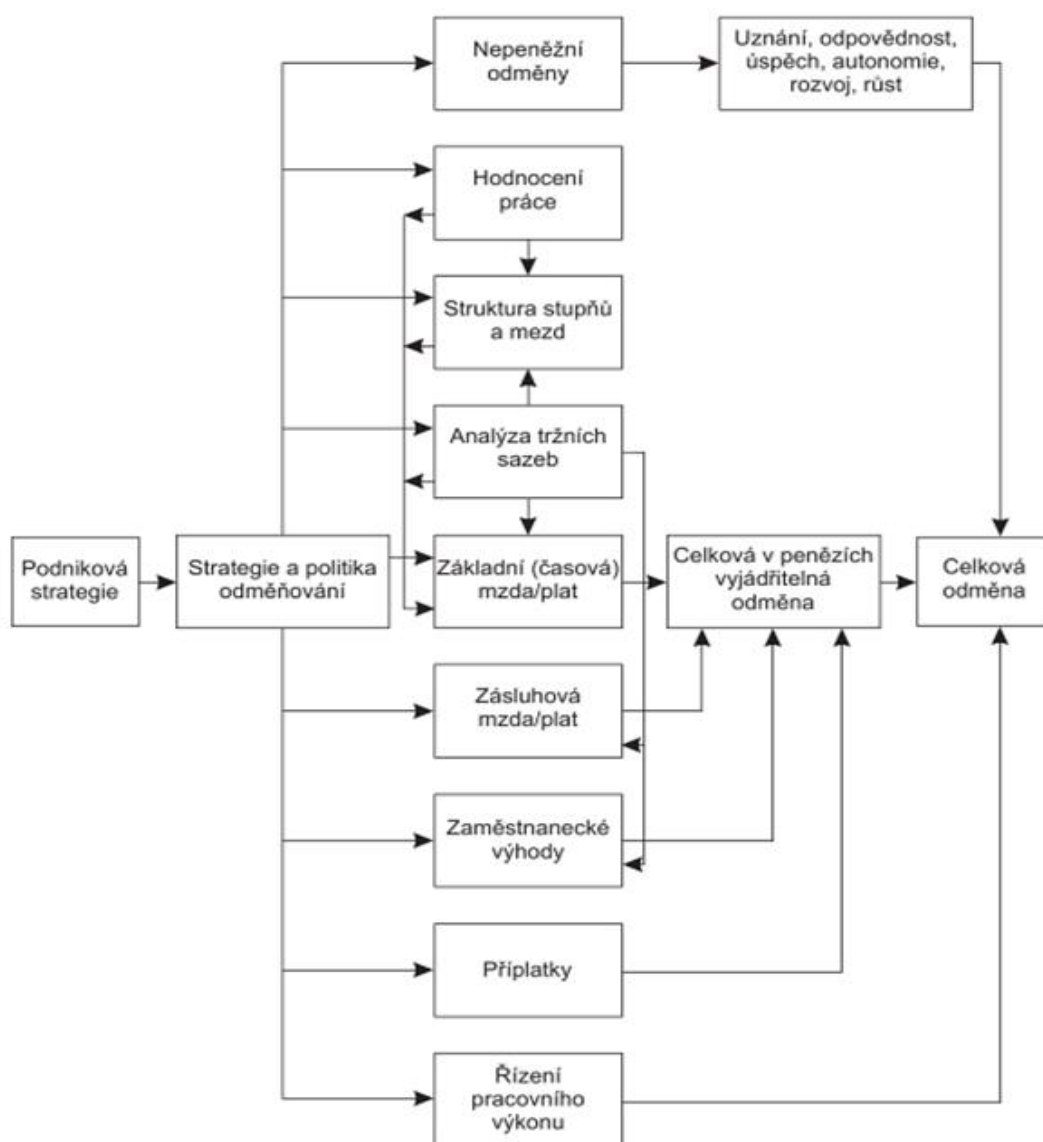 Nepeněžní
odměny
Uznání, odpovědnost,
úspěch, autonomie,
rozvoj, růst
Hodnocení
práce
Struktura stupňů
a mezd
Analýza tržních
sazeb
Podniková
strategie
Strategie a politika
odměňování
Základní (časová)
mzda/plat
Celková v penězích
vyjádřitelná
odměna
Celková
odměna
Zásluhová
mzda/plat
Zaměstnanecké
výhody
Příplatky
Řízení
pracovního
výkonu